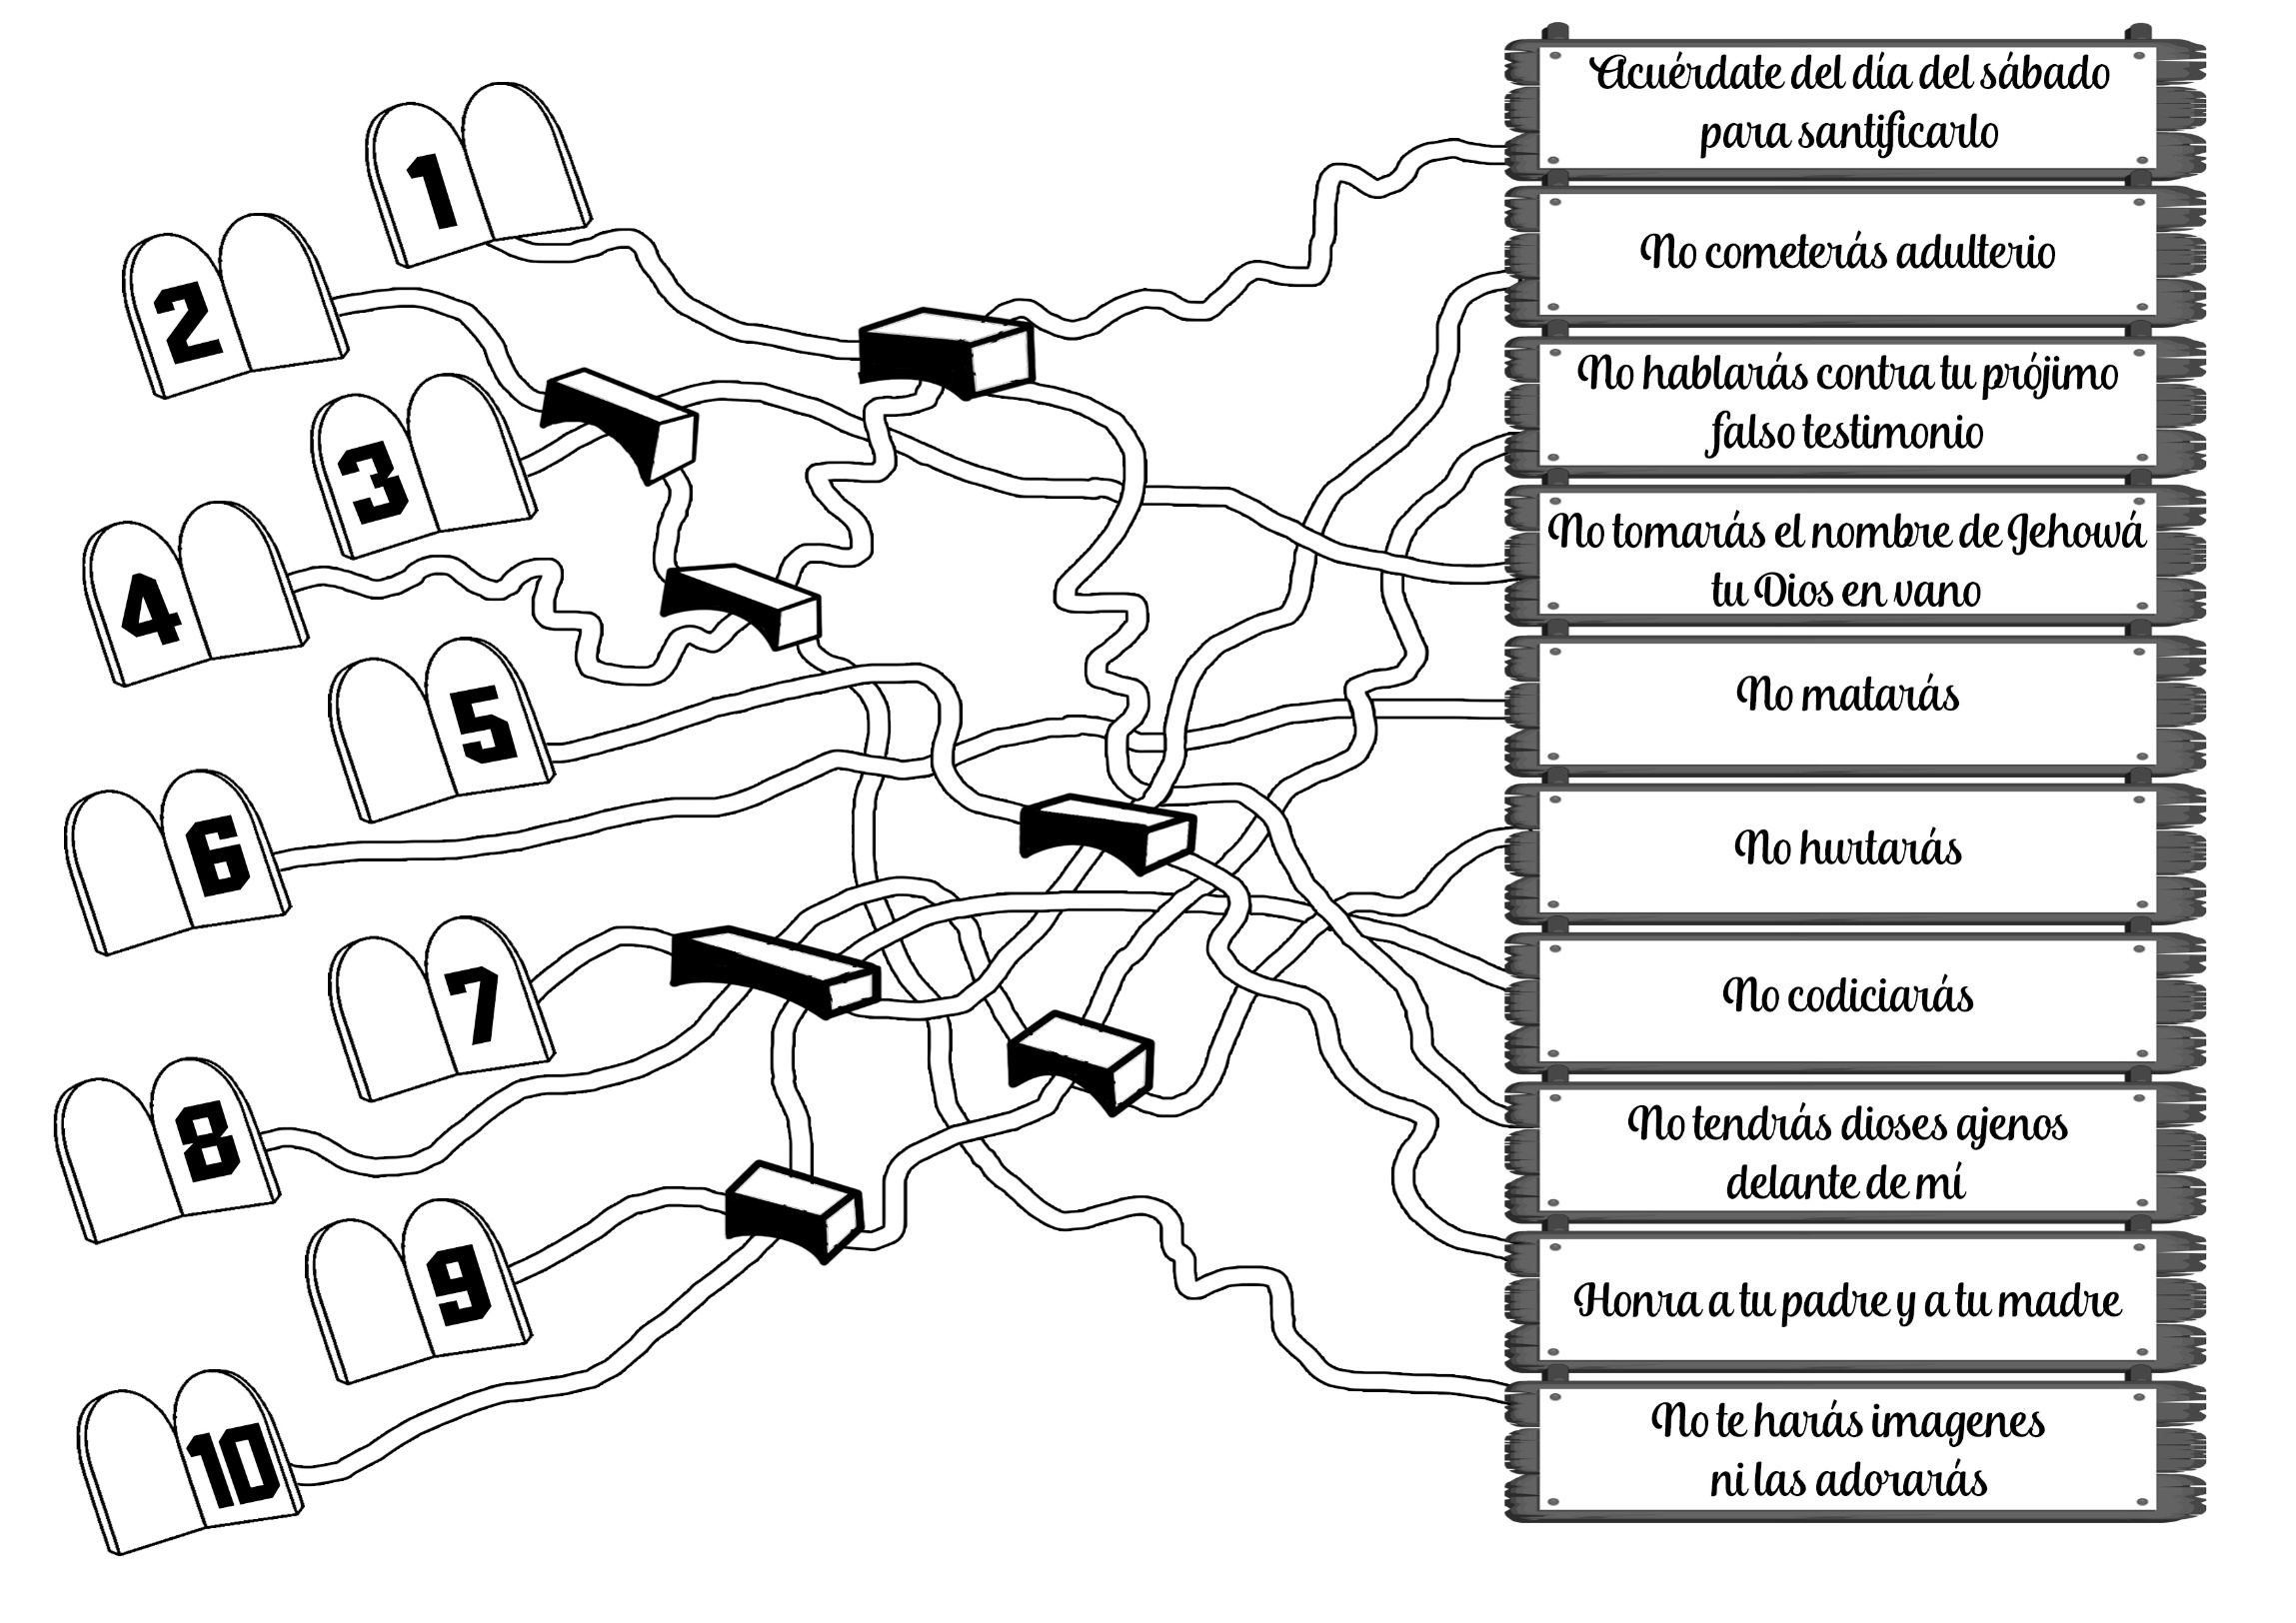 1
2
3
4
5
6
7
8
9
10
Acuérdate del día del sábado
para santificarlo
No cometerás adulterio
No hablarás contra tu prójimo
falso testimonio
No tomarás el nombre de Jehowá
tu Dios en vano
No matarás
No hurtarás
No codiciarás
No tendrás dioses ajenos
delante de mí
Honra a tu padre y a tu madre
No te harás imagenes
ni las adorarás